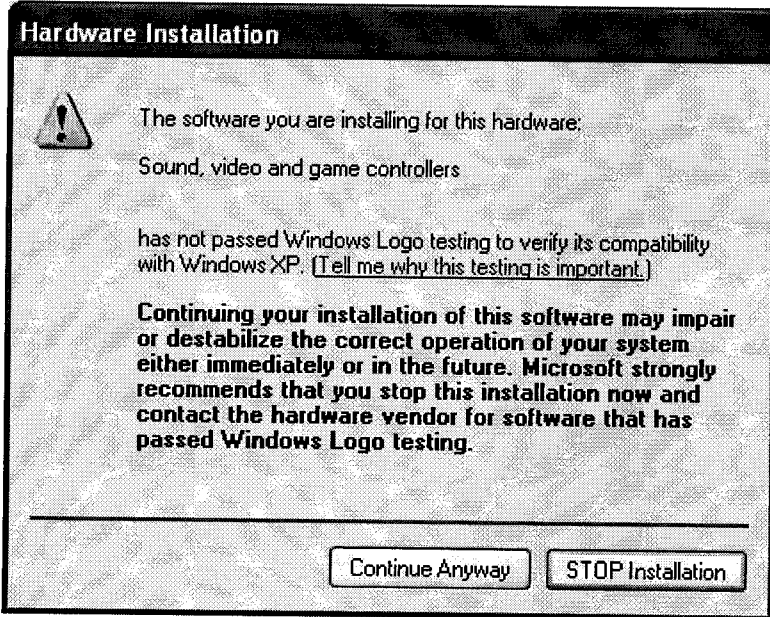 Hardware Installation
The software you are installing for this hardware:
Sound, video and game controllers
has not passed Windows Logo testing to verify its compatibility
with Windows XP. (Tell me why this testing is important.)
Continuing your installation of this software may impair
or destabilize the correct operation of your system
either immediately or in the future. Microsoft strongly
recommends that you stop this installation now and
contact the hardware vendor for software that has
passed Windows Logo testing.
Continue Anyway
STOP Installation